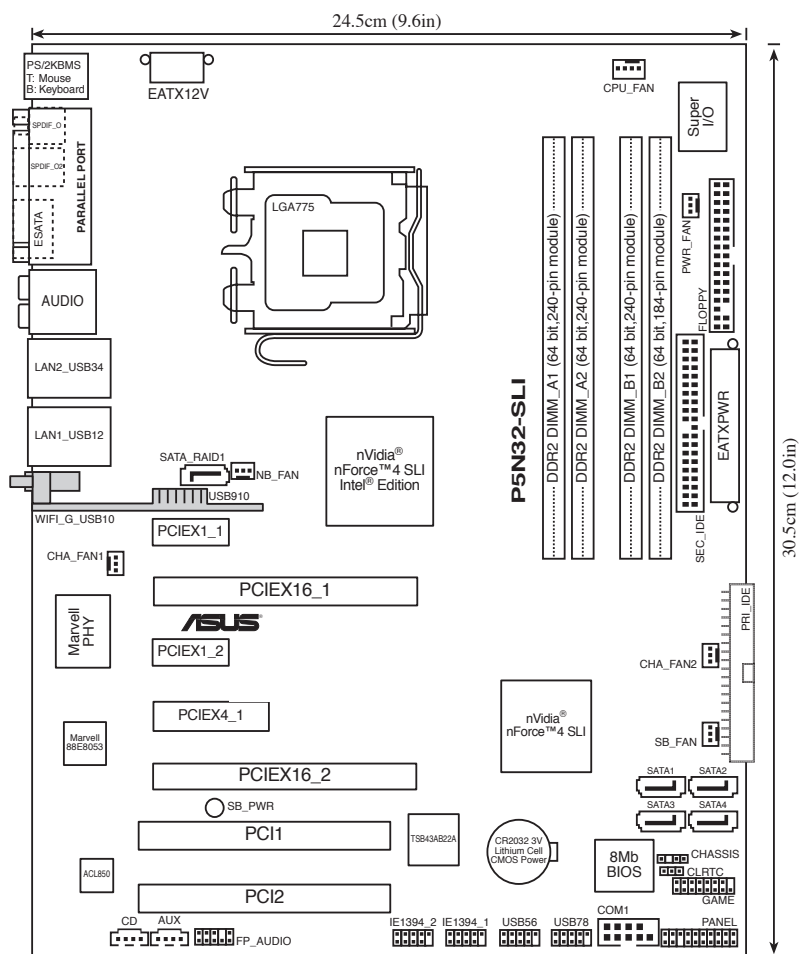 24.5cm (9.6in)
PS/2KBMS
T: Mouse
B: Keyboard
EATX12V
CPU_FAN
Super
I/O
SPDIF_O
SPDIF_O2
ESATA
PARALLEL PORT
LGA775
PWR_FAN
FLOPPY
AUDIO
LAN2_USB34
LAN1_USB12
DDR2 DIMM_A1 (64 bit,240-pin module)
DDR2 DIMM_A2 (64 bit,240-pin module)
DDR2 DIMM_B1 (64 bit,240-pin module)
DDR2 DIMM_B2 (64 bit,184-pin module)
P5N32-SLI
EATXPWR
SEC_IDE
30.5cm (12.0in)
SATA_RAID1
NB_FAN
nVidia®
nForce™4 SLI
Intel® Edition
USB910
WIFI_G_USB10
PCIEX1_1
CHA_FAN1
PCIEX16_1
PRI_IDE
Marvell
PHY
ASUS
PCIEX1_2
CHA_FAN2
PCIEX4_1
nVidia®
nForce™4 SLI
Marvell
88E8053
SB_FAN
PCIEX16_2
SATA1
SATA2
SB_PWR
SATA3
SATA4
PCI1
TSB43AB22A
CR2032 3V
Lithium Cell
CMOS Power
8Mb
BIOS
CHASSIS
CLRTC
GAME
ACL850
PCI2
CD
AUX
FP_AUDIO
IE1394_2
IE1394_1
USB56
USB78
COM1
PANEL